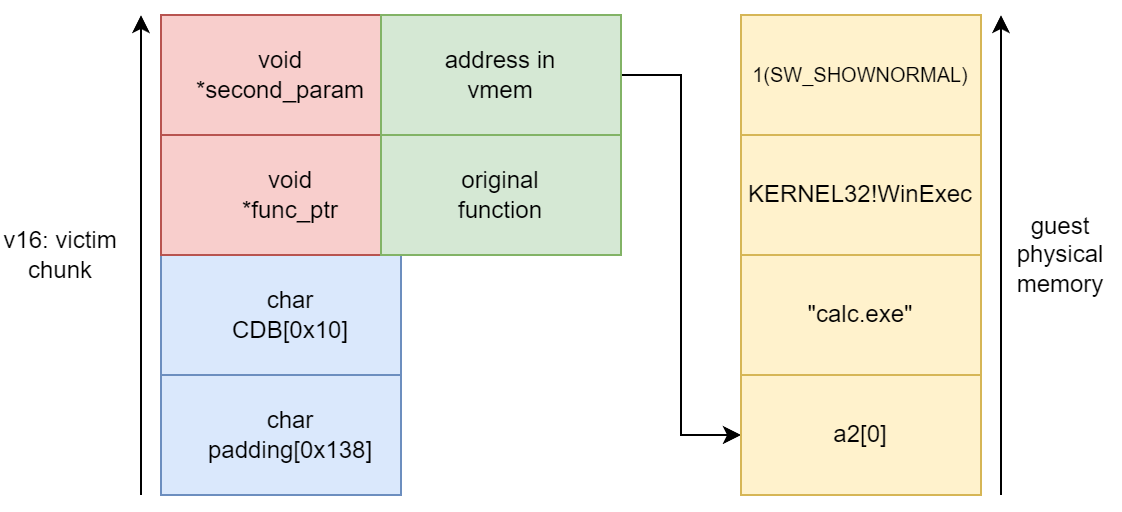 void
*second_param
address in
vmem
1(SW_SHOWNORMAL)
void
*func_ptr
original
function
KERNEL32!WinExec
v16: victim
chunk
guest
physical
memory
char
CDB[0x10]
"calc.exe"
char
padding[0x138]
a2[0]